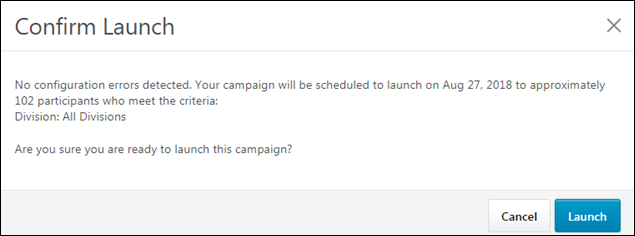 Confirm Launch
No configuration errors detected. Your campaign will be scheduled to launch on Aug 27, 2018 to approximately
102 participants who meet the criteria:
Division: All Divisions
Are you sure you are ready to launch this campaign?
Cancel Launch